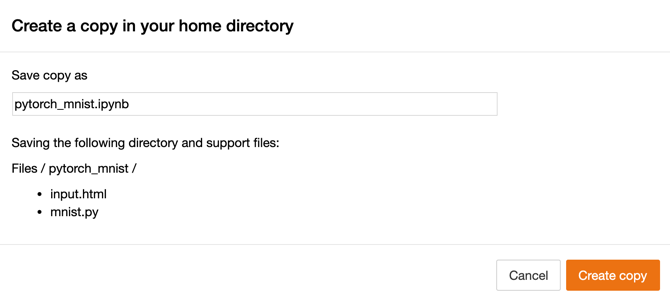 Create a copy in your home directory
Save copy as
pytorch_mnist.ipynb
Saving the following directory and support files:
Files / pytorch_mnist /
• input.html
• mnist.py
Cancel Create copy